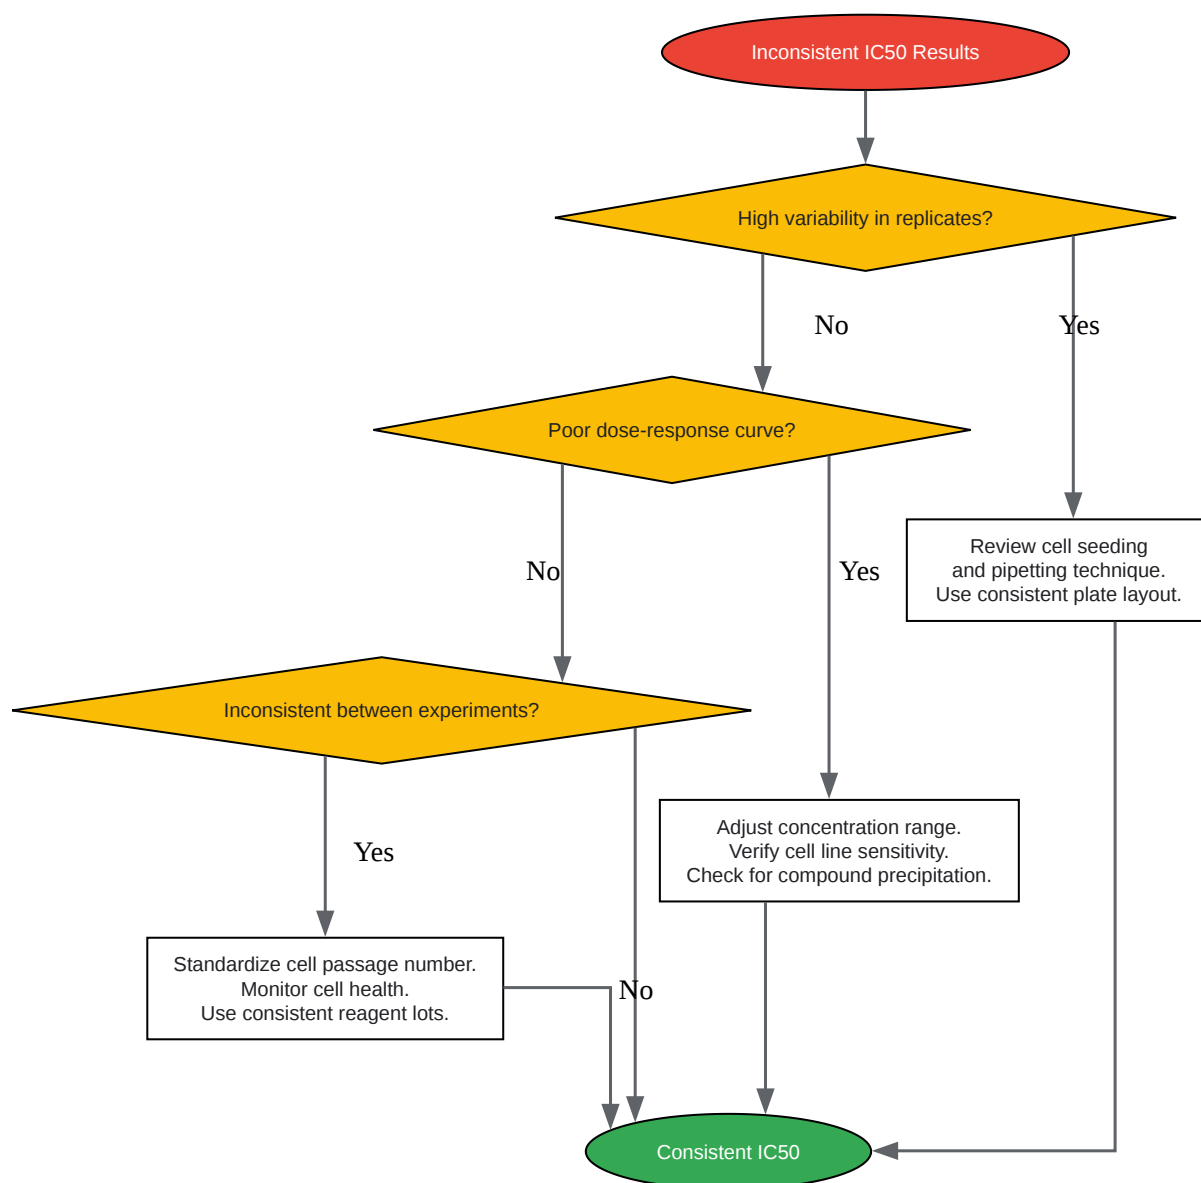 Inconsistent IC50 Results
High variability in replicates?
No
Yes
Poor dose-response curve?
No
Yes
Review cell seeding
and pipetting technique.
Use consistent plate layout.
Inconsistent between experiments?
Adjust concentration range.
Verify cell line sensitivity.
Check for compound precipitation.
Yes
Standardize cell passage number.
Monitor cell health.
Use consistent reagent lots.
No
Consistent IC50